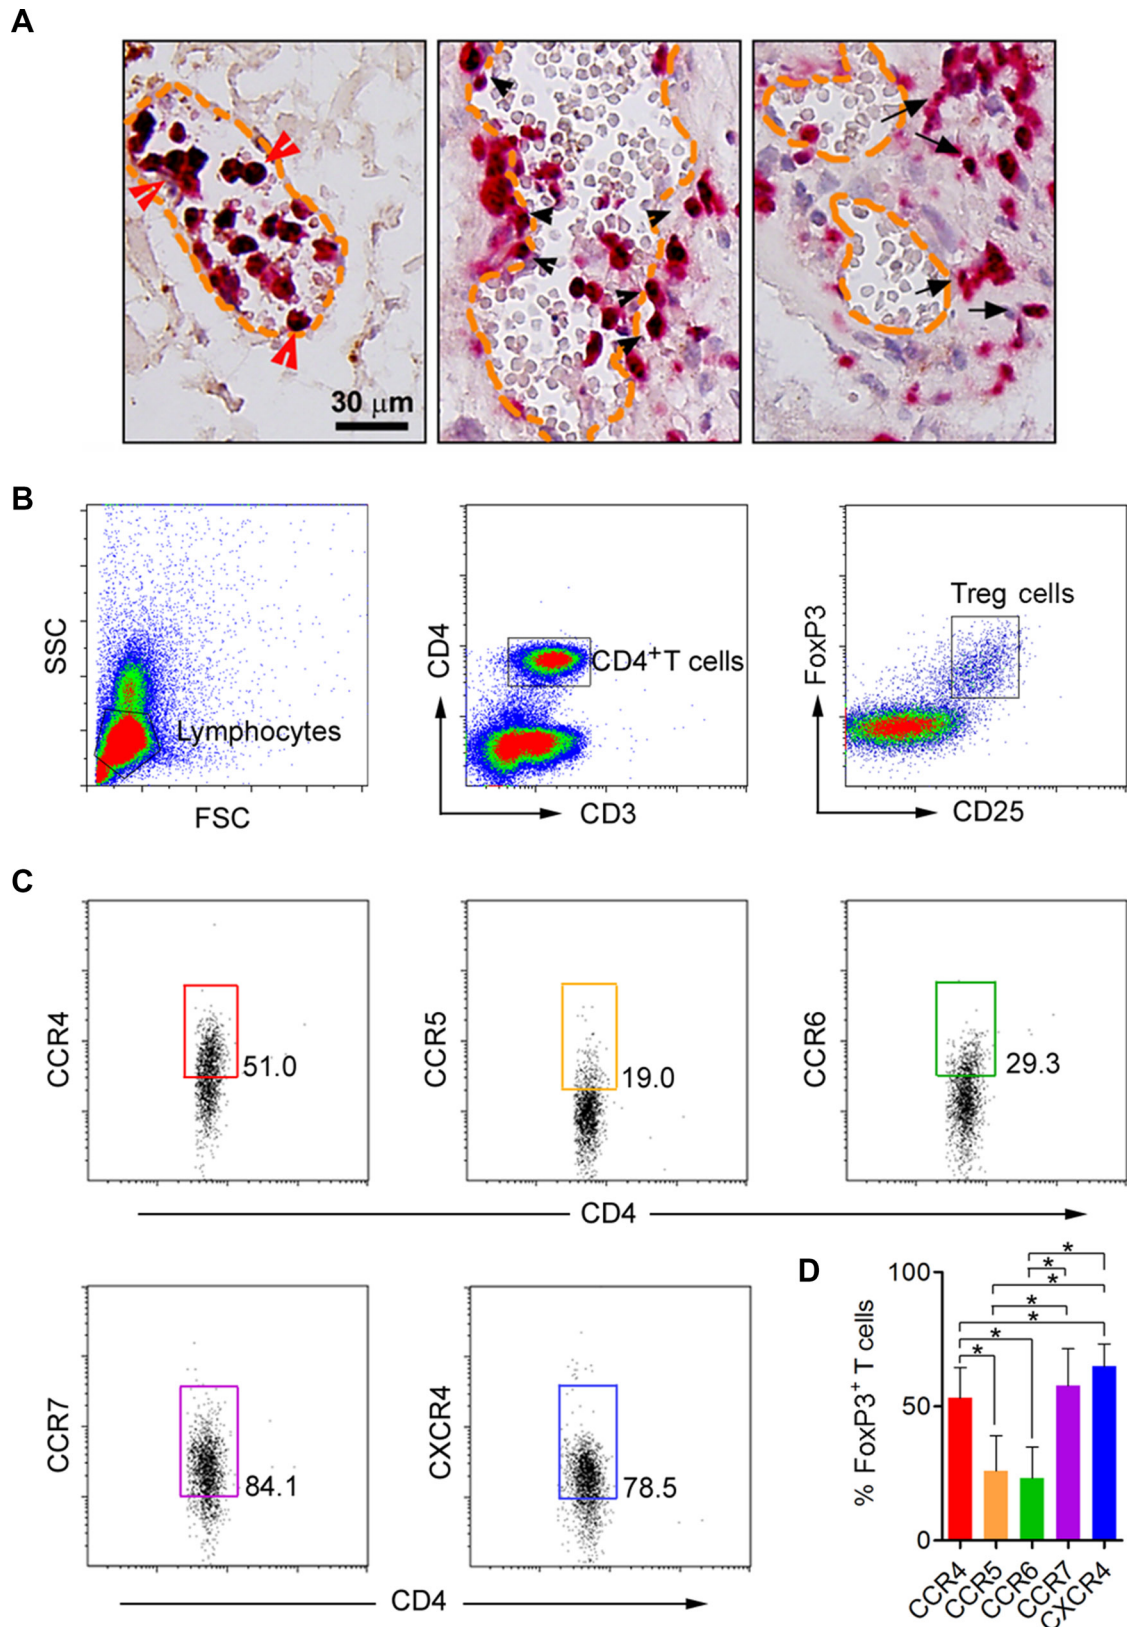 A
30 μm
B
SSC
Lymphocytes
FSC
CD4
CD4+T cells
CD3
FoxP3
Treg cells
CD25
C
CCR4
51.0
CCR5
19.0
CCR6
29.3
CD4
CCR7
84.1
CXCR4
78.5
CD4
D
% FoxP3+ T cells
100
50
0
* * * * * * * *
CCR4
CCR5
CCR6
CCR7
CXCR4